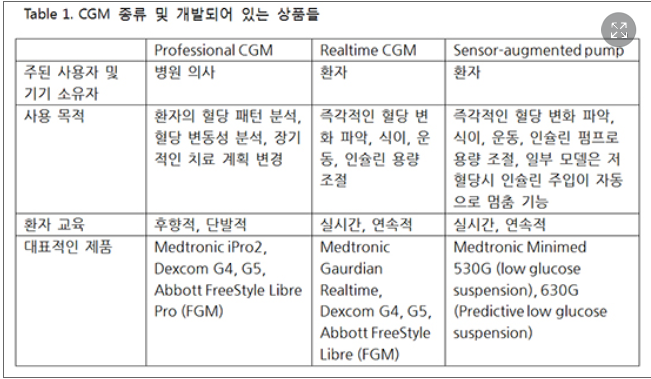 Table 1. CGM 종류 및 개발되어 있는 상품들
Professional CGM
Realtime CGM
Sensor-augmented pump
주된 사용자 및
기기 소유자
병원 의사
환자
환자
사용 목적
환자의 혈당 패턴 분석,
혈당 변동성 분석, 장기
적인 치료 계획 변경
즉각적인 혈당 변
화 파악, 식이, 운
동, 인슐린 용량
조절
즉각적인 혈당 변화 파악,
식이, 운동, 인슐린 펌프로
용량 조절, 일부 모델은 저
혈당시 인슐린 주입이 자동
으로 멈춤 기능
환자 교육
후향적, 단발적
실시간, 연속적
실시간, 연속적
대표적인 제품
Medtronic iPro2,
Dexcom G4, G5,
Abbott FreeStyle Libre
Pro (FGM)
Medtronic
Gaurdian
Realtime,
Dexcom G4, G5,
Abbott FreeStyle
Libre (FGM)
Medtronic Minimed
530G (low glucose
suspension), 630G
(Predictive low glucose
suspension)